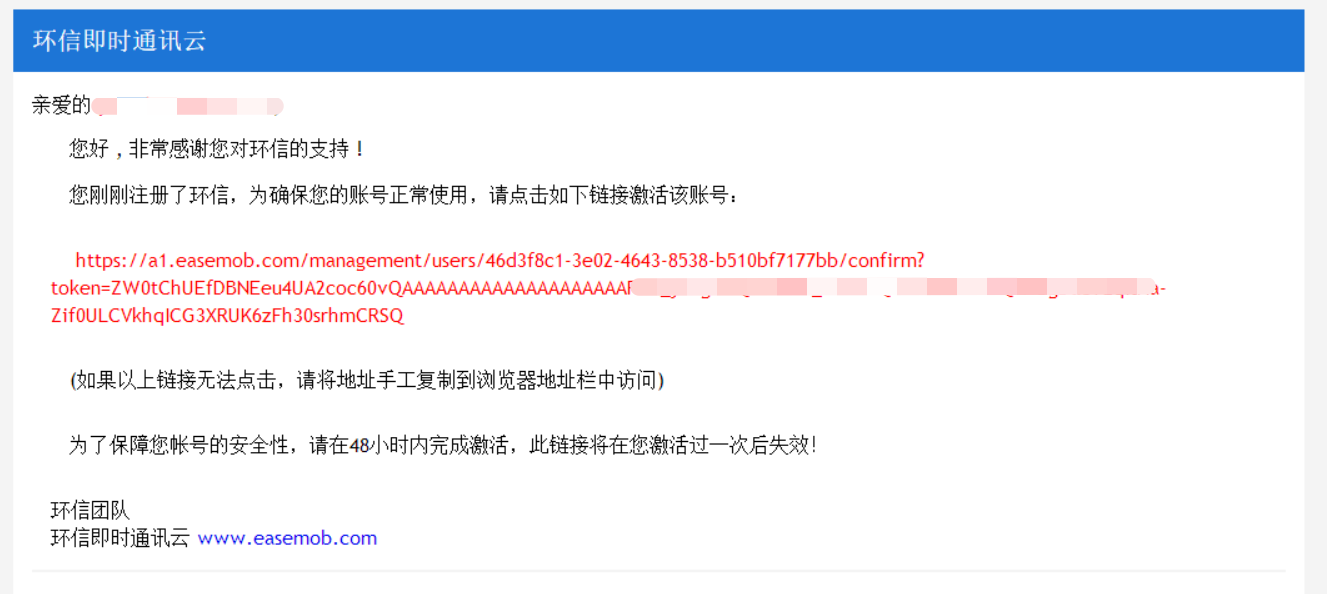 环信即时通讯云
亲爱的
您好，非常感谢您对环信的支持！
您刚刚注册了环信，为确保您的账号正常使用，请点击如下链接激活该账号：
https://a1.easemob.com/management/users/46d3f8c1-3e02-4643-8538-b510bf7177bb/confirm?
token=ZW0tChUEfDBNEeu4UA2coc60vQAAAAAAAAAAAAAAAAAAAA
Zif0ULCVkhqICG3XRUK6zFh30srhmCRSQ
(如果以上链接无法点击，请将地址手工复制到浏览器地址栏中访问)
为了保障您帐号的安全性，请在48小时内完成激活，此链接将在您激活过一次后失效！
环信团队
环信即时通讯云 www.easemob.com